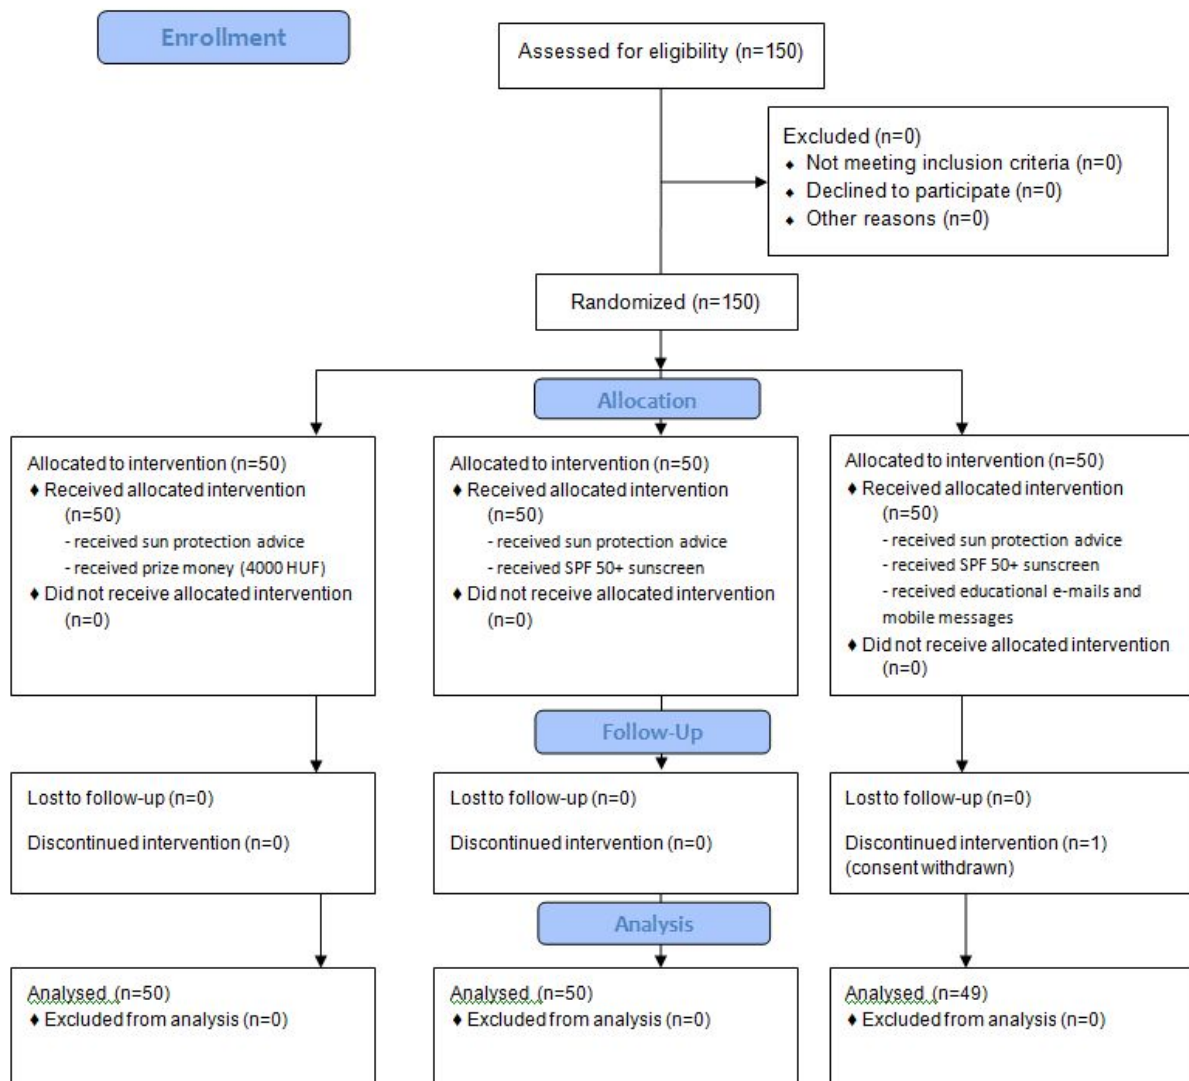 Enrollment
Assessed for eligibility (n=150)
Excluded (n=0)
⬥ Not meeting inclusion criteria (n=0)
⬥ Declined to participate (n=0)
⬥ Other reasons (n=0)
Randomized (n=150)
Allocation
Allocated to intervention (n=50)
♦ Received allocated intervention
(n=50)
- received sun protection advice
- received prize money (4000 HUF)
♦ Did not receive allocated intervention
(n=0)
Allocated to intervention (n=50)
♦ Received allocated intervention
(n=50)
- received sun protection advice
- received SPF 50+ sunscreen
♦ Did not receive allocated intervention
(n=0)
Allocated to intervention (n=50)
♦ Received allocated intervention
(n=50)
- received sun protection advice
- received SPF 50+ sunscreen
- received educational e-mails and
mobile messages
♦ Did not receive allocated intervention
(n=0)
Follow-Up
Lost to follow-up (n=0)
Discontinued intervention (n=0)
Lost to follow-up (n=0)
Discontinued intervention (n=0)
Lost to follow-up (n=0)
Discontinued intervention (n=1)
(consent withdrawn)
Analysis
Analysed (n=50)
♦ Excluded from analysis (n=0)
Analysed (n=50)
♦ Excluded from analysis (n=0)
Analysed (n=49)
♦ Excluded from analysis (n=0)